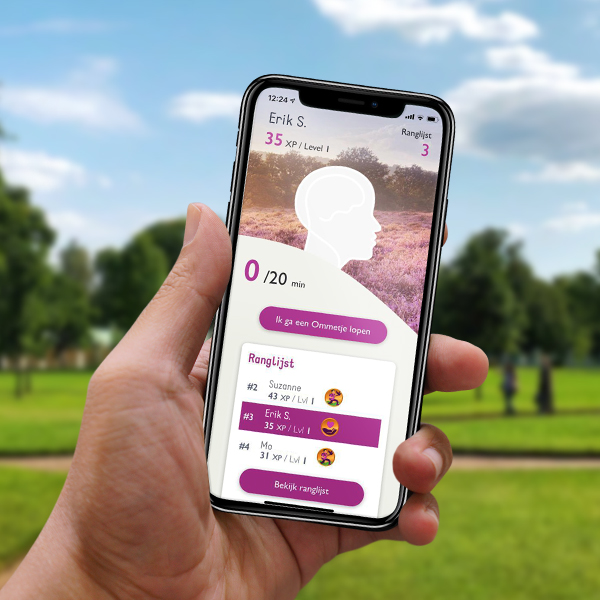 12:24
Erik S.
Ranglijst
35 XP / Level 1
3
0 /20 min
Ik ga een Ommetje lopen
Ranglijst
#2 Suzanne
43 XP / Lvl 1
#3 Erik S.
35 XP / Lvl 1
#4 Mo
31 XP / Lvl 1
Bekijk ranglijst